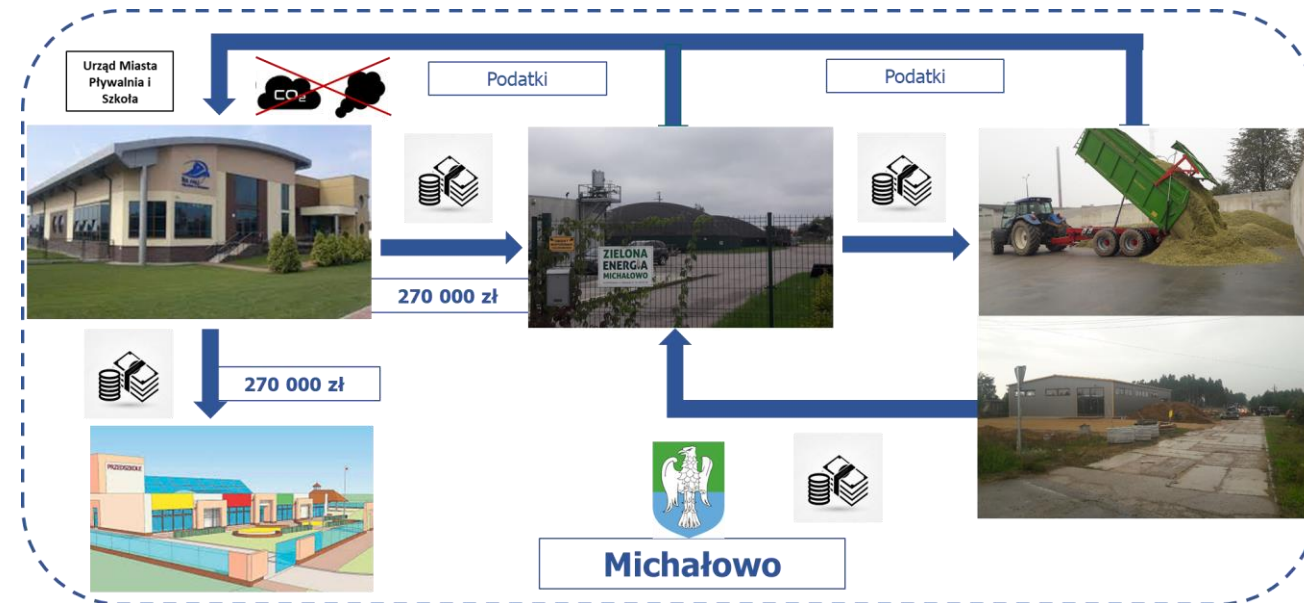 Urząd Miasta
Pływalnia i
Szkoła
CO₂
Podatki
Podatki
ZIELONA
ENERGIA
MICHAŁOWO
270 000 zł
270 000 zł
PRZEDSZKOLE
Michałowo